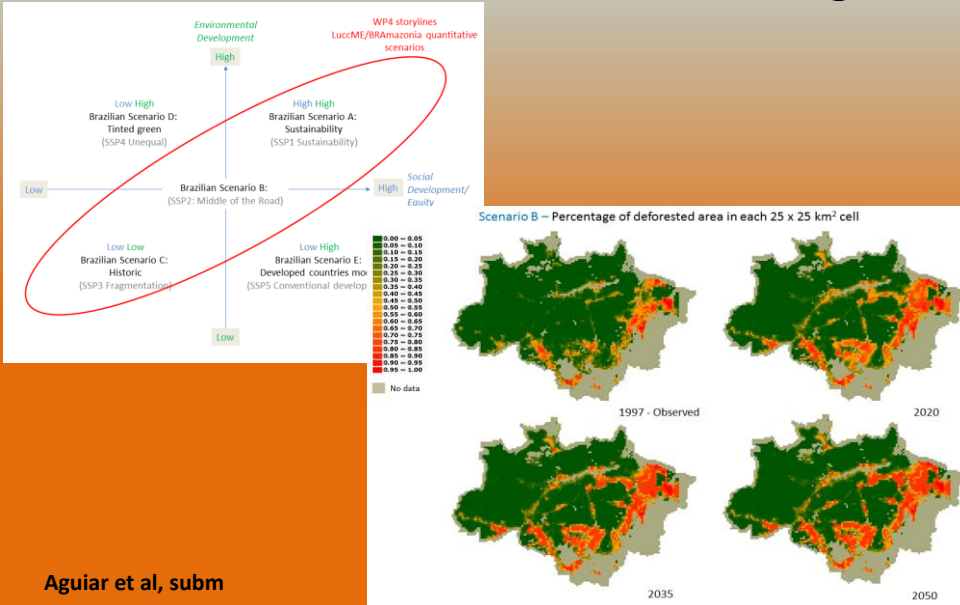 Environmental
Development
High
WP4 storylines
LuccME/BRAmazonia quantitative
scenarios
Low High
Brazilian Scenario D:
Tinted green
(SSP4 Unequal)
High High
Brazilian Scenario A:
Sustainability
(SSP1 Sustainability)
Low
Brazilian Scenario B:
(SSP2: Middle of the Road)
High
Social
Development/
Equity
Low Low
Brazilian Scenario C:
Historic
(SSP3 Fragmentation)
Low High
Brazilian Scenario E:
Developed countries mo
(SSP5 Conventional develop
Low
Scenario B – Percentage of deforested area in each 25 x 25 km² cell
0.00 ~ 0.05
0.05 ~ 0.10
0.10 ~ 0.15
0.15 ~ 0.20
0.20 ~ 0.25
0.25 ~ 0.30
0.30 ~ 0.35
0.35 ~ 0.40
0.40 ~ 0.45
0.45 ~ 0.50
0.50 ~ 0.55
0.55 ~ 0.60
0.60 ~ 0.65
0.65 ~ 0.70
0.70 ~ 0.75
0.75 ~ 0.80
0.80 ~ 0.85
0.85 ~ 0.90
0.90 ~ 0.95
0.95 ~ 1.00
No data
1997 - Observed
2020
2035
2050
Aguiar et al, subm